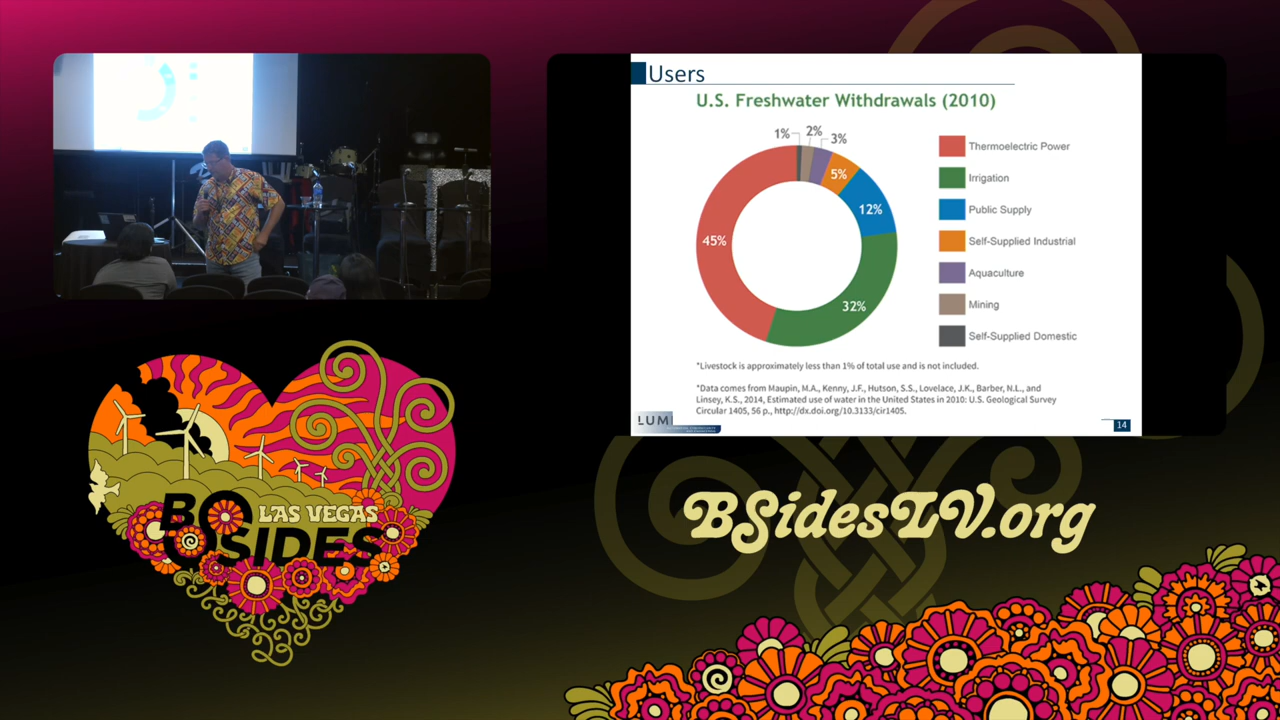 Users
U.S. Freshwater Withdrawals (2010)
1%
2%
3%
5%
12%
32%
45%
Thermoelectric Power
Irrigation
Public Supply
Self-Supplied Industrial
Aquaculture
Mining
Self-Supplied Domestic
*Livestock is approximately less than 1% of total use and is not included.
*Data comes from Maupin, M.A., Kenny, J.F., Hutson, S.S., Lovelace, J.K., Barber, N.L., and
Linsey, K.S., 2014, Estimated use of water in the United States in 2010: U.S. Geological Survey
Circular 1405, 56 p., http://dx.doi.org/10.3133/cir1405.
LUM
14
LAS VEGAS
BSIDES
BSidesLV.org